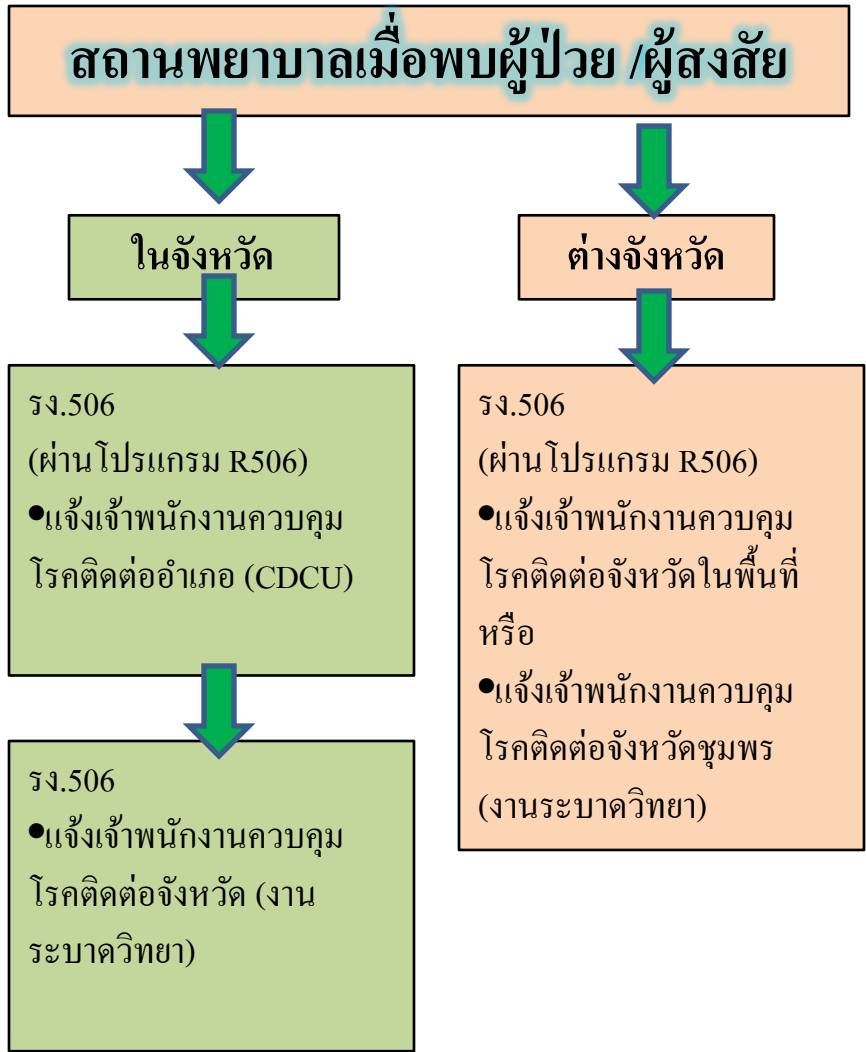 สถานพยาบาลเมื่อพบผู้ป่วย /ผู้สงสัย
ในจังหวัด
ต่างจังหวัด
รง.506
(ผ่านโปรแกรม R506)
•แจ้งเจ้าพนักงานควบคุม
โรคติดต่ออำเภอ (CDCU)
รง.506
•แจ้งเจ้าพนักงานควบคุม
โรคติดต่อจังหวัด (งาน
ระบาดวิทยา)
รง.506
(ผ่านโปรแกรม R506)
•แจ้งเจ้าพนักงานควบคุม
โรคติดต่อจังหวัดในพื้นที่
หรือ
•แจ้งเจ้าพนักงานควบคุม
โรคติดต่อจังหวัดชุมพร
(งานระบาดวิทยา)